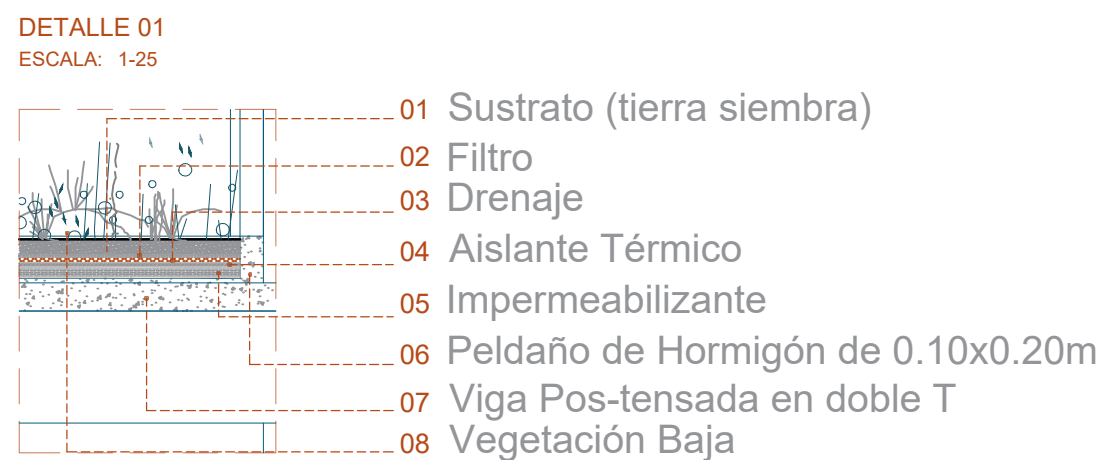 DETALLE 01
ESCALA: 1-25
01 Sustrato (tierra siembra)
02 Filtro
03 Drenaje
04 Aislante Térmico
05 Impermeabilizante
06 Peldaño de Hormigón de 0.10x0.20m
07 Viga Pos-tensada en doble T
08 Vegetación Baja